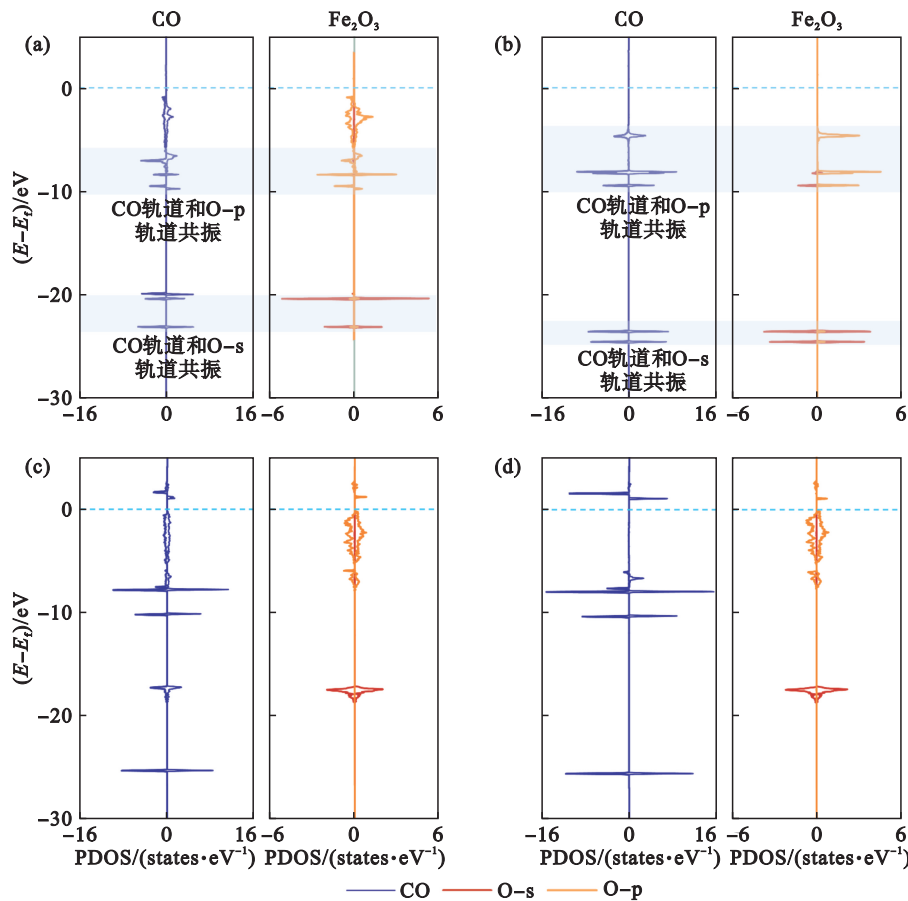 CO Fe₂O₃ CO Fe₂O₃
(a) (b)
0
−10
−20
−30
(E−E_f)/eV
CO轨道和O−p
轨道共振
CO轨道和O−s
轨道共振
CO轨道和O−p
轨道共振
CO轨道和O−s
轨道共振
−16 0 16 −6 0 6 −16 0 16 −6 0 6
(c) (d)
0
−10
−20
−30
(E−E_f)/eV
−16 0 16 −6 0 6 −16 0 16 −6 0 6
PDOS/(states·eV⁻¹) PDOS/(states·eV⁻¹) PDOS/(states·eV⁻¹) PDOS/(states·eV⁻¹)
CO O−s O−p